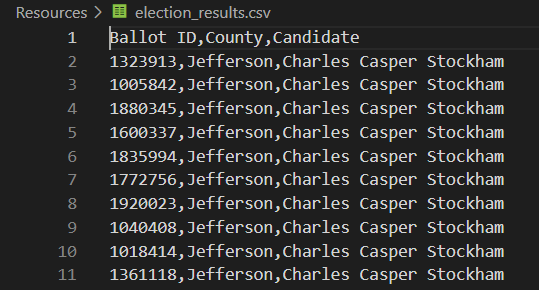 Resources > election_results.csv
1 Ballot ID,County,Candidate
2 1323913,Jefferson,Charles Casper Stockham
3 1005842,Jefferson,Charles Casper Stockham
4 1880345,Jefferson,Charles Casper Stockham
5 1600337,Jefferson,Charles Casper Stockham
6 1835994,Jefferson,Charles Casper Stockham
7 1772756,Jefferson,Charles Casper Stockham
8 1920023,Jefferson,Charles Casper Stockham
9 1040408,Jefferson,Charles Casper Stockham
10 1018414,Jefferson,Charles Casper Stockham
11 1361118,Jefferson,Charles Casper Stockham